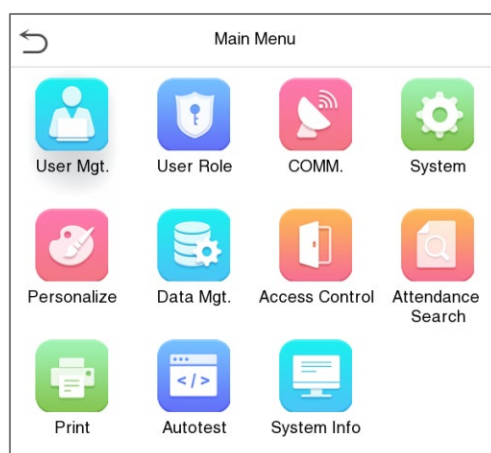 Main Menu
User Mgt.
User Role
COMM.
System
Personalize
Data Mgt.
Access Control
Attendance
Search
Print
</>
Autotest
System Info